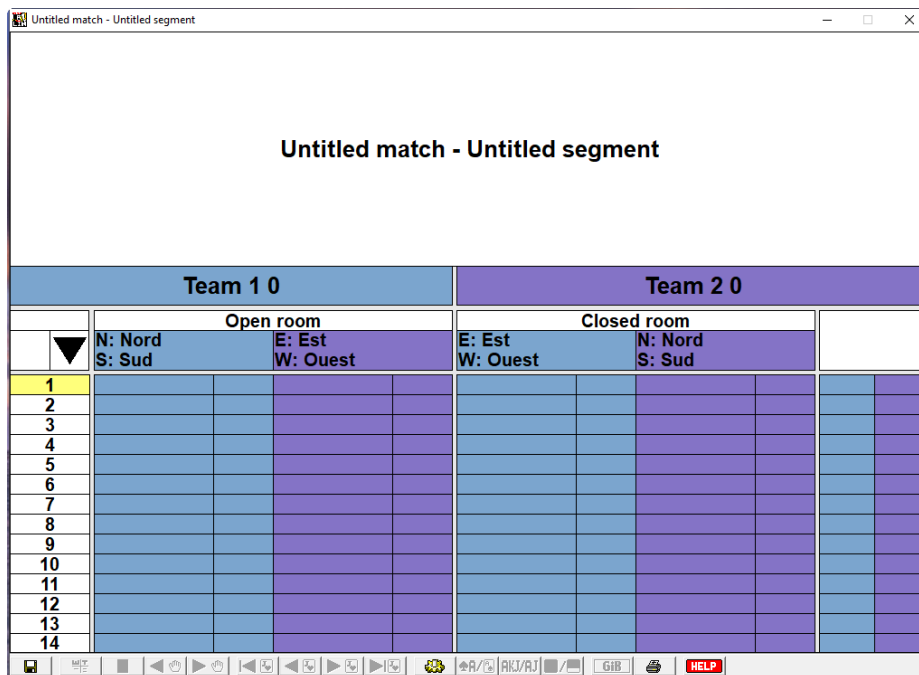 Untitled match - Untitled segment
Untitled match - Untitled segment
Team 1 0 Team 2 0
Open room Closed room
N: Nord E: Est E: Est N: Nord
S: Sud W: Ouest W: Ouest S: Sud
1
2
3
4
5
6
7
8
9
10
11
12
13
14
A/ AKJ/AJ / GIB HELP